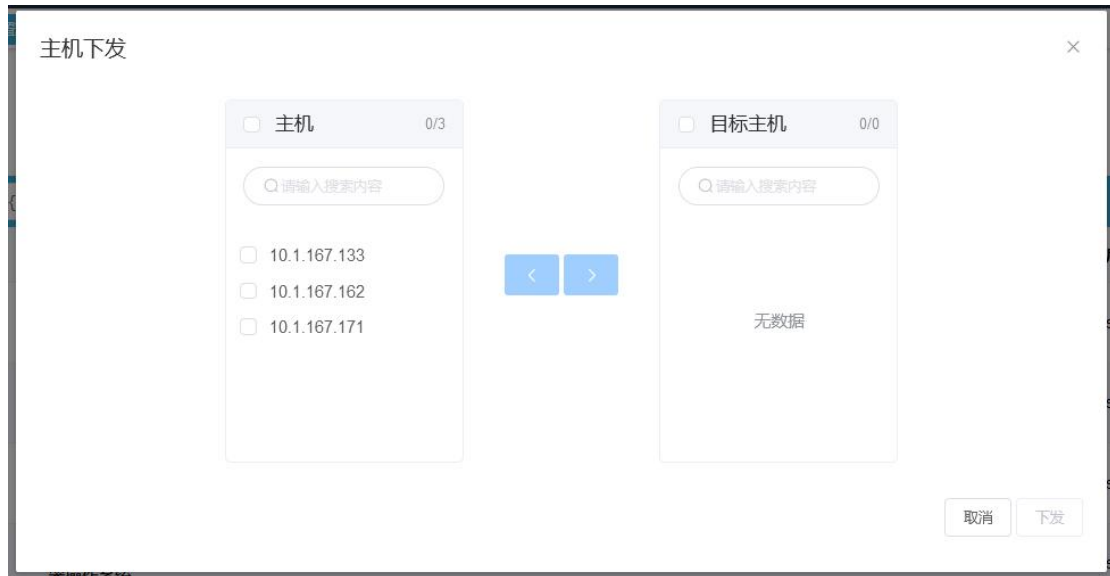 主机下发
主机 0/3
请输入搜索内容
10.1.167.133
10.1.167.162
10.1.167.171
目标主机 0/0
请输入搜索内容
无数据
取消 下发